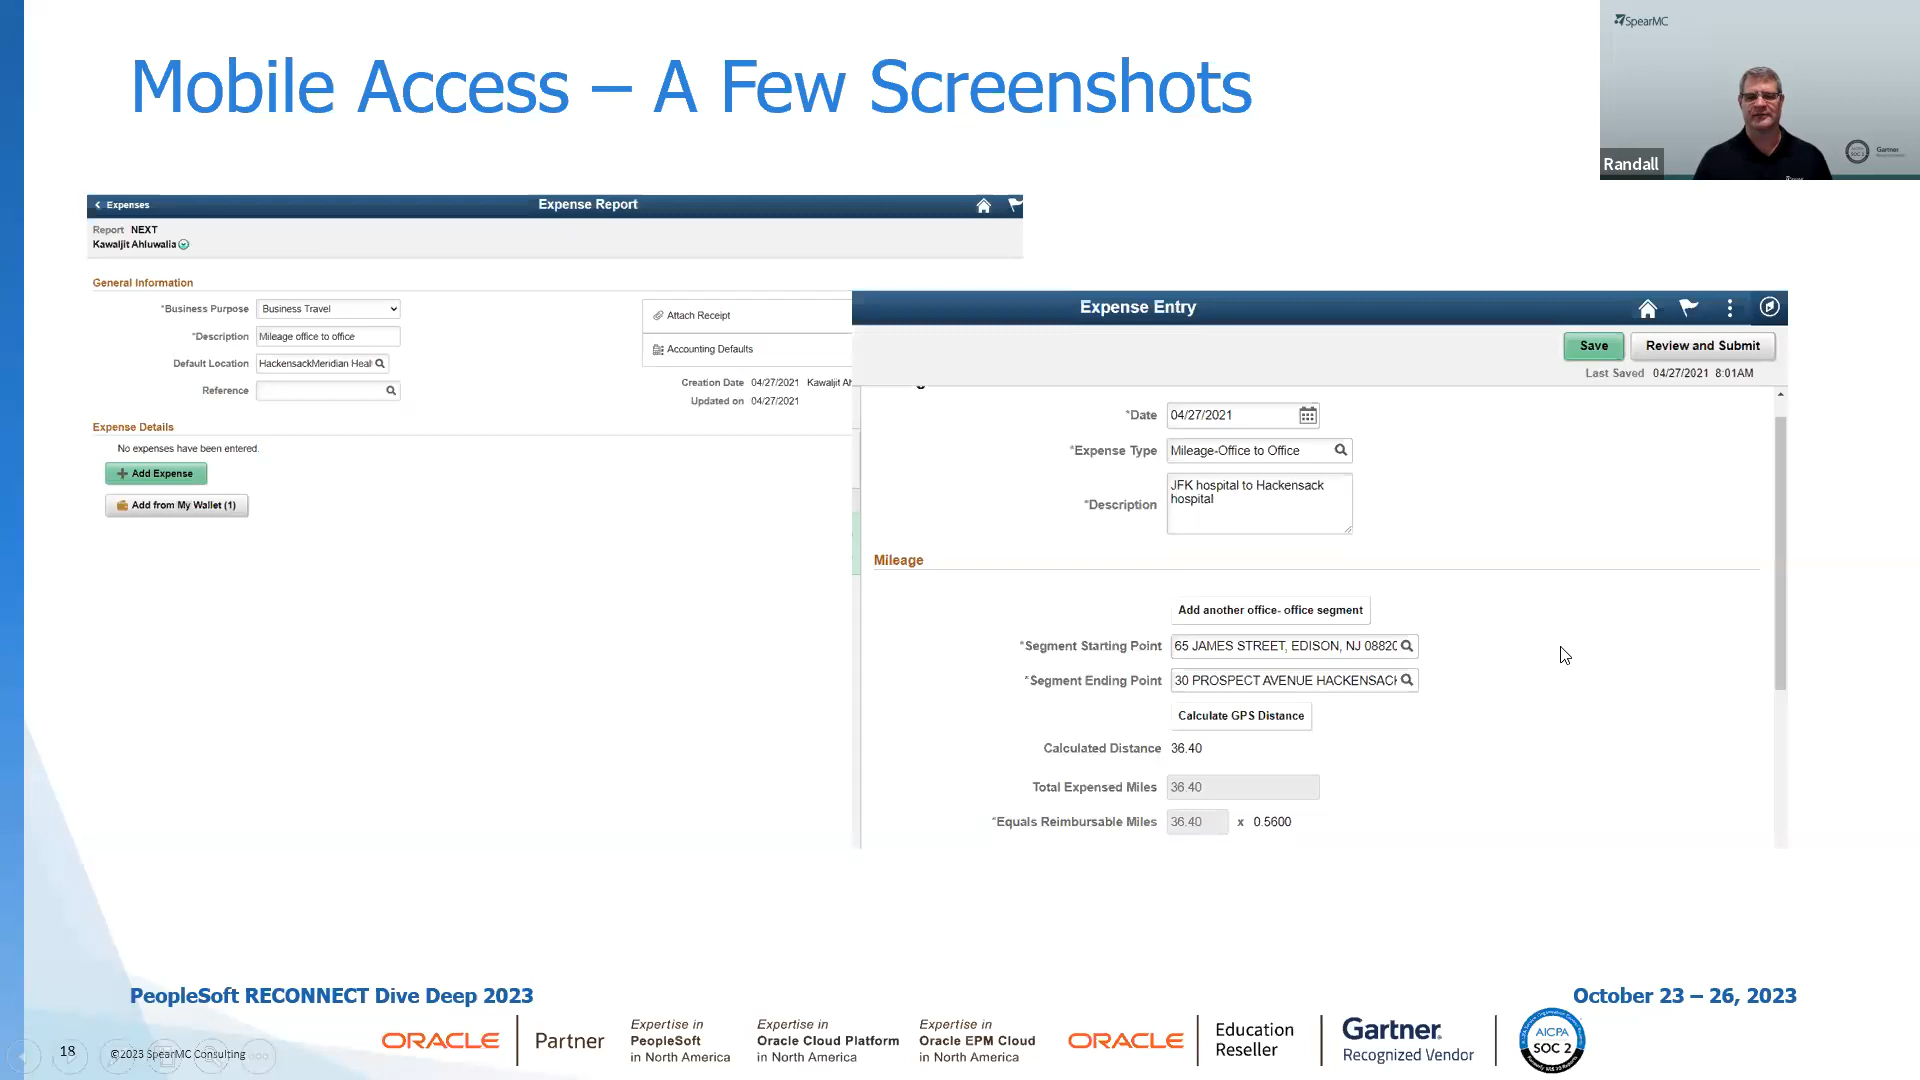 Mobile Access – A Few Screenshots
SpearMC
Gartner
Randall
Expenses
Expense Report
Report NEXT
Kawaljit Ahluwalia
General Information
*Business Purpose Business Travel
*Description Mileage office to office
Default Location HackensackMeridian Heal
Reference
Attach Receipt
Accounting Defaults
Creation Date 04/27/2021 Kawaljit Ah
Updated on 04/27/2021
Expense Details
No expenses have been entered.
Add Expense
Add from My Wallet (1)
Expense Entry
Save
Review and Submit
Last Saved 04/27/2021 8:01AM
*Date 04/27/2021
*Expense Type Mileage-Office to Office
*Description JFK hospital to Hackensack
hospital
Mileage
Add another office- office segment
*Segment Starting Point 65 JAMES STREET, EDISON, NJ 08820
*Segment Ending Point 30 PROSPECT AVENUE HACKENSACK
Calculate GPS Distance
Calculated Distance 36.40
Total Expensed Miles 36.40
*Equals Reimbursable Miles 36.40 x 0.5600
PeopleSoft RECONNECT Dive Deep 2023
October 23 – 26, 2023
18
©2023 SpearMC Consulting
ORACLE
Partner
Expertise in
PeopleSoft
in North America
Expertise in
Oracle Cloud Platform
in North America
Expertise in
Oracle EPM Cloud
in North America
ORACLE
Education
Reseller
Gartner
Recognized Vendor
AICPA
SOC 2